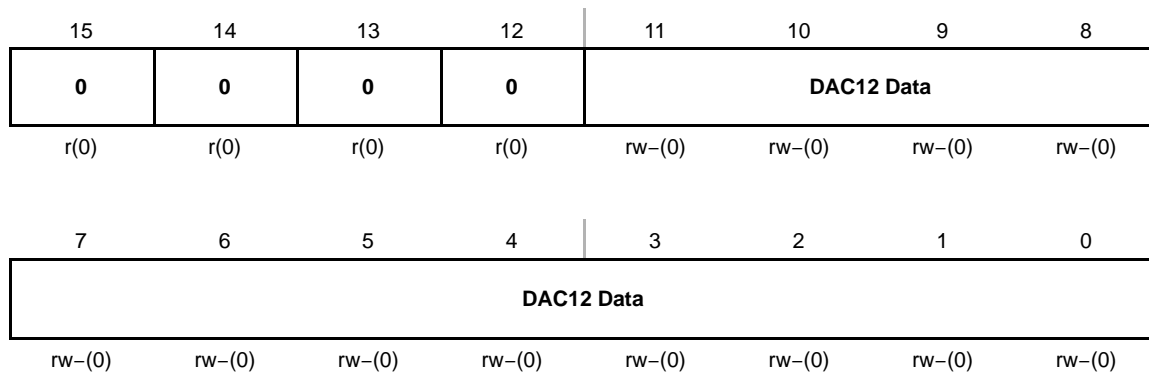 15 14 13 12 11 10 9 8
0 0 0 0 DAC12 Data
r(0) r(0) r(0) r(0) rw−(0) rw−(0) rw−(0) rw−(0)
7 6 5 4 3 2 1 0
DAC12 Data
rw−(0) rw−(0) rw−(0) rw−(0) rw−(0) rw−(0) rw−(0) rw−(0)